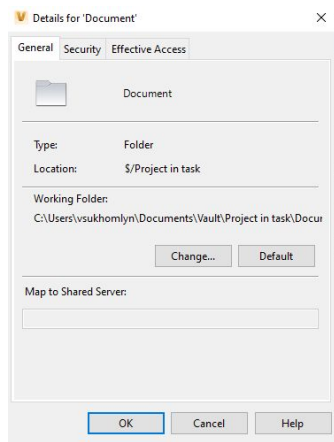 Details for 'Document'
General Security Effective Access
Document
Type: Folder
Location: $/Project in task
Working Folder:
C:\Users\vsukhomlyn\Documents\Vault\Project in task\Docur
Change... Default
Map to Shared Server:
OK Cancel Help